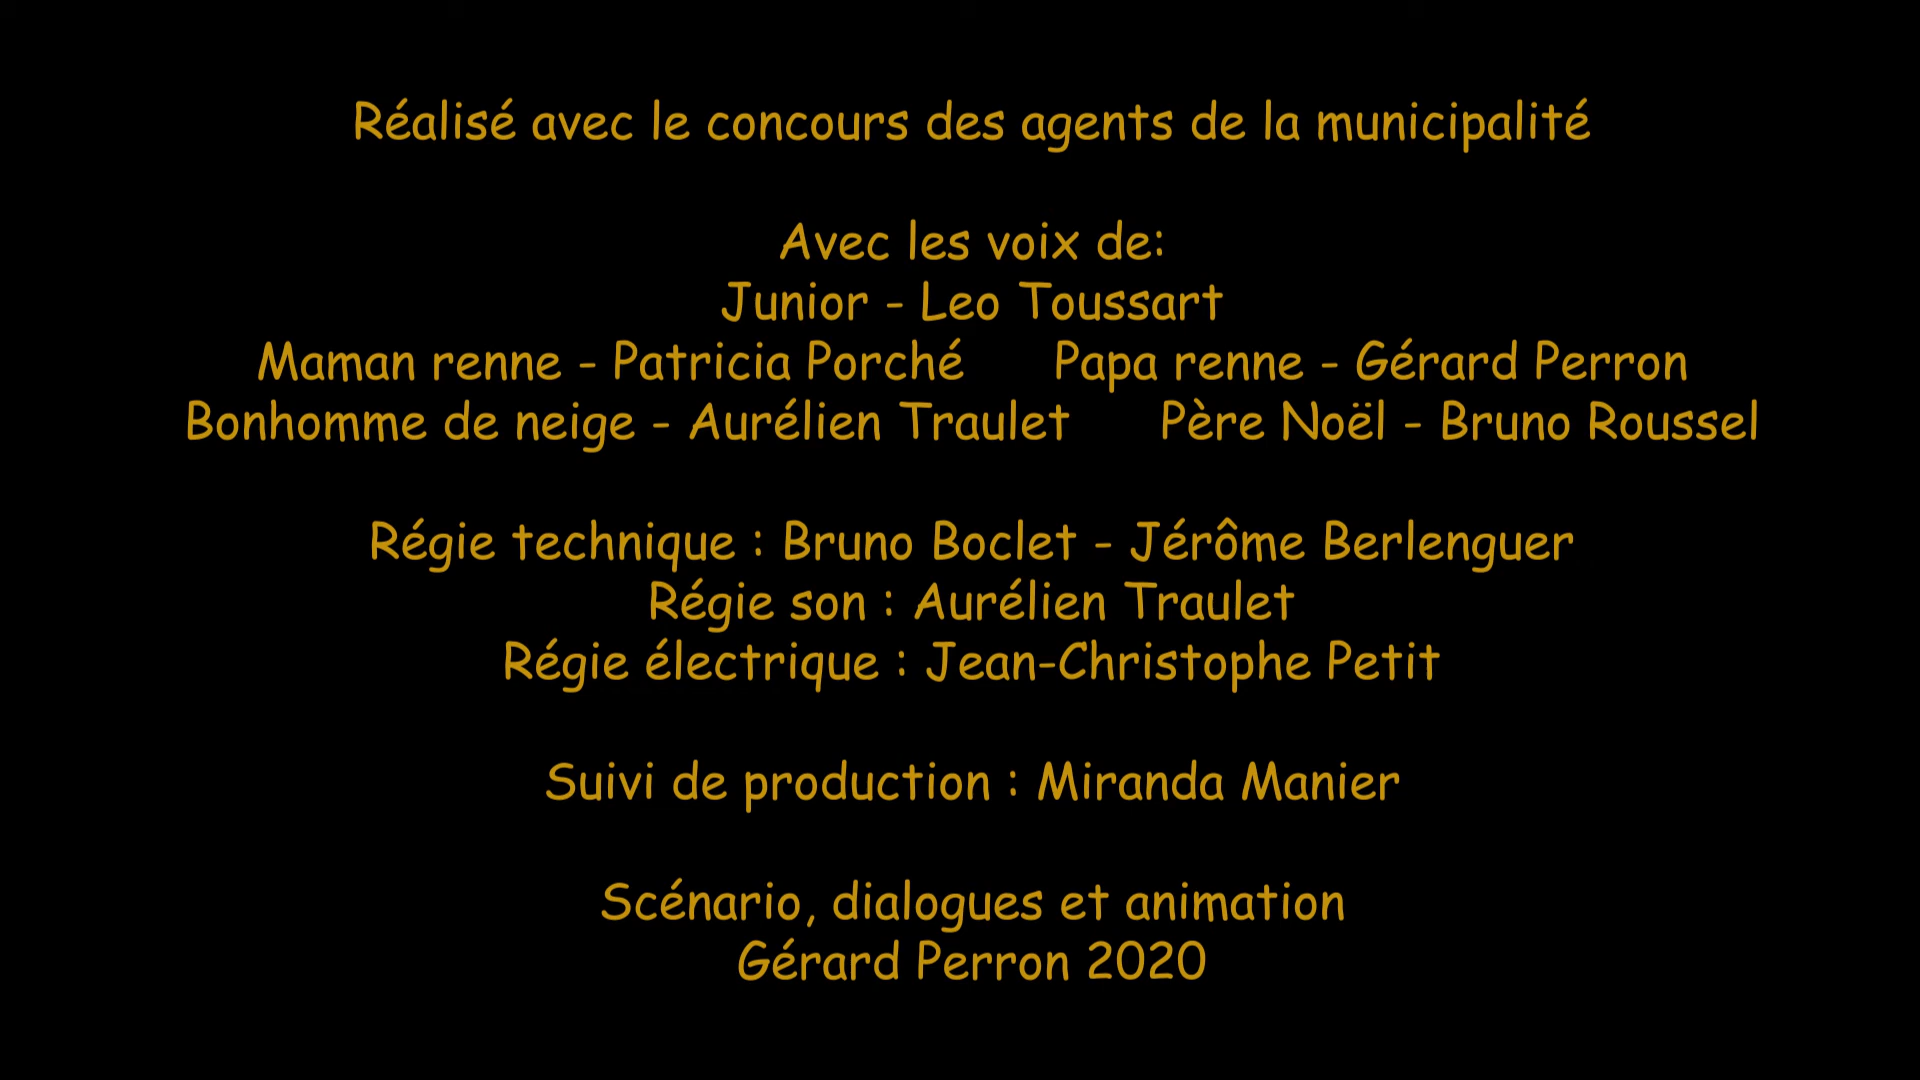 Réalisé avec le concours des agents de la municipalité
Avec les voix de:
Junior - Leo Toussart
Maman renne - Patricia Porché Papa renne - Gérard Perron
Bonhomme de neige - Aurélien Traulet Père Noël - Bruno Roussel
Régie technique : Bruno Boclet - Jérôme Berlenguer
Régie son : Aurélien Traulet
Régie électrique : Jean-Christophe Petit
Suivi de production : Miranda Manier
Scénario, dialogues et animation
Gérard Perron 2020